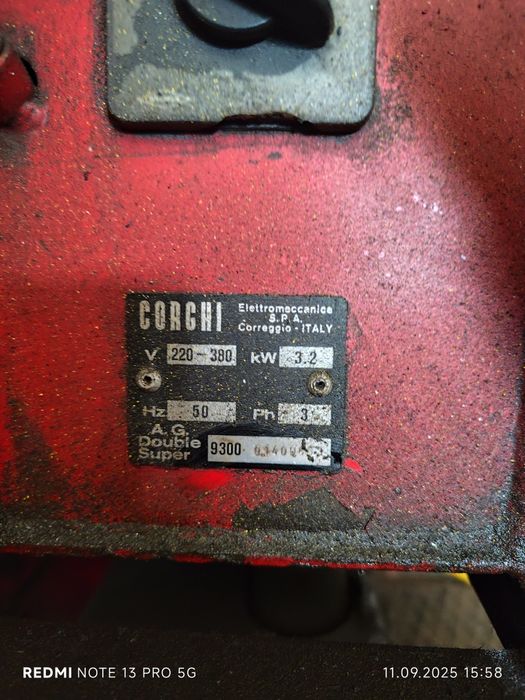 CORGHI Elettromeccanica
S.P.A.
Correggio - ITALY
V 220-380 kW 3.2
Hz 50 Ph 3
A.G.
Double
Super 9300
REDMI NOTE 13 PRO 5G 11.09.2025 15:58